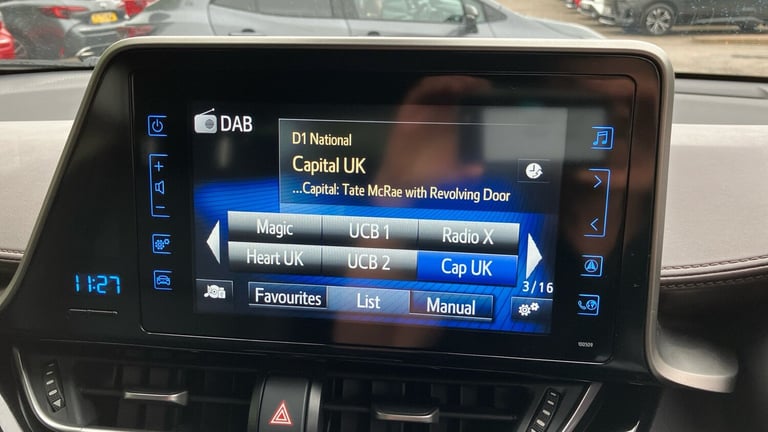 DAB
D1 National
Capital UK
...Capital: Tate McRae with Revolving Door
Magic UCB 1 Radio X
Heart UK UCB 2 Cap UK
3 / 16
Favourites List Manual
11:27
100509